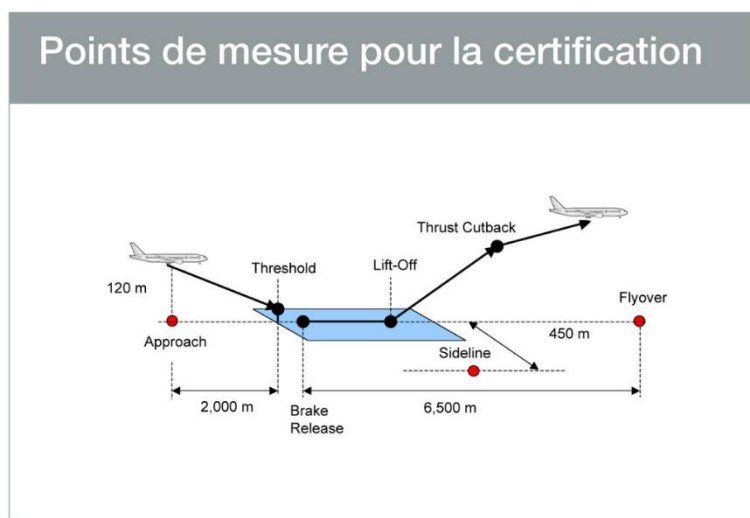 Points de mesure pour la certification
Thrust Cutback
Threshold
Lift-Off
120 m
Flyover
450 m
Approach
Sideline
2,000 m
Brake
Release
6,500 m